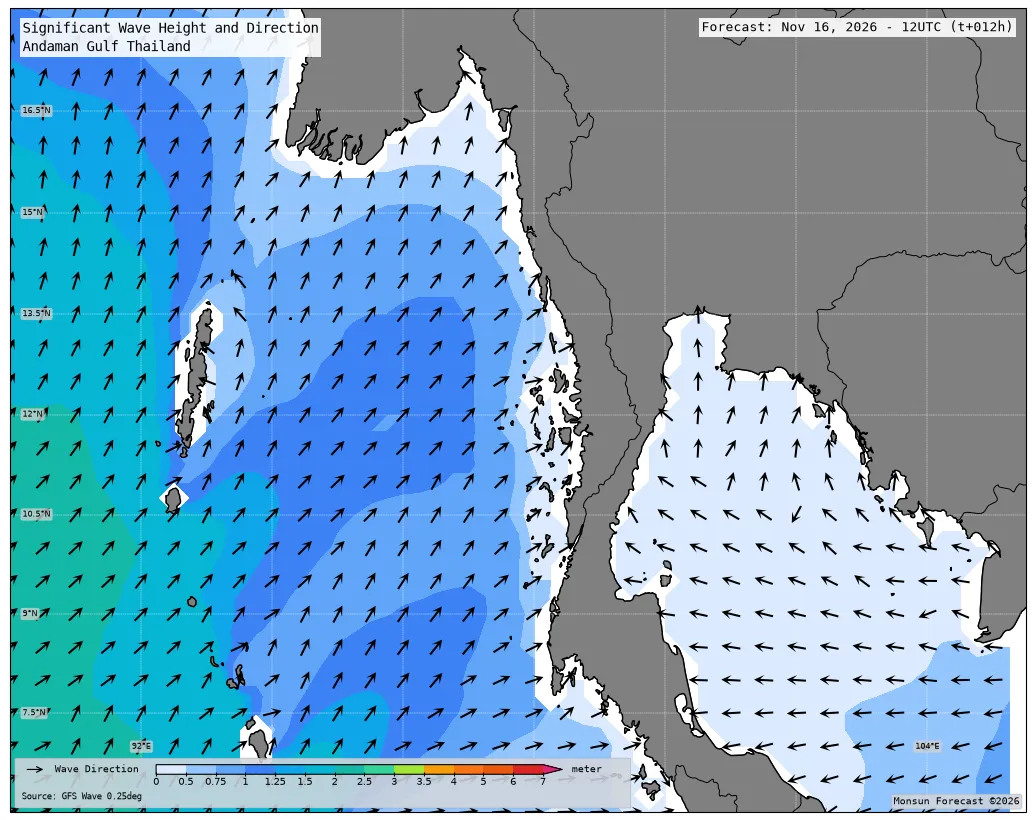 Significant Wave Height and Direction
Andaman Gulf Thailand
Forecast: Nov 16, 2026 - 12UTC (t+012h)
16.5°N
15°N
13.5°N
12°N
10.5°N
9°N
7.5°N
92°E
104°E
Wave Direction
meter
0 0.5 0.75 1 1.25 1.5 2 2.5 3 3.5 4 5 6 7
Source: GFS Wave 0.25deg
Monsun Forecast ©2026